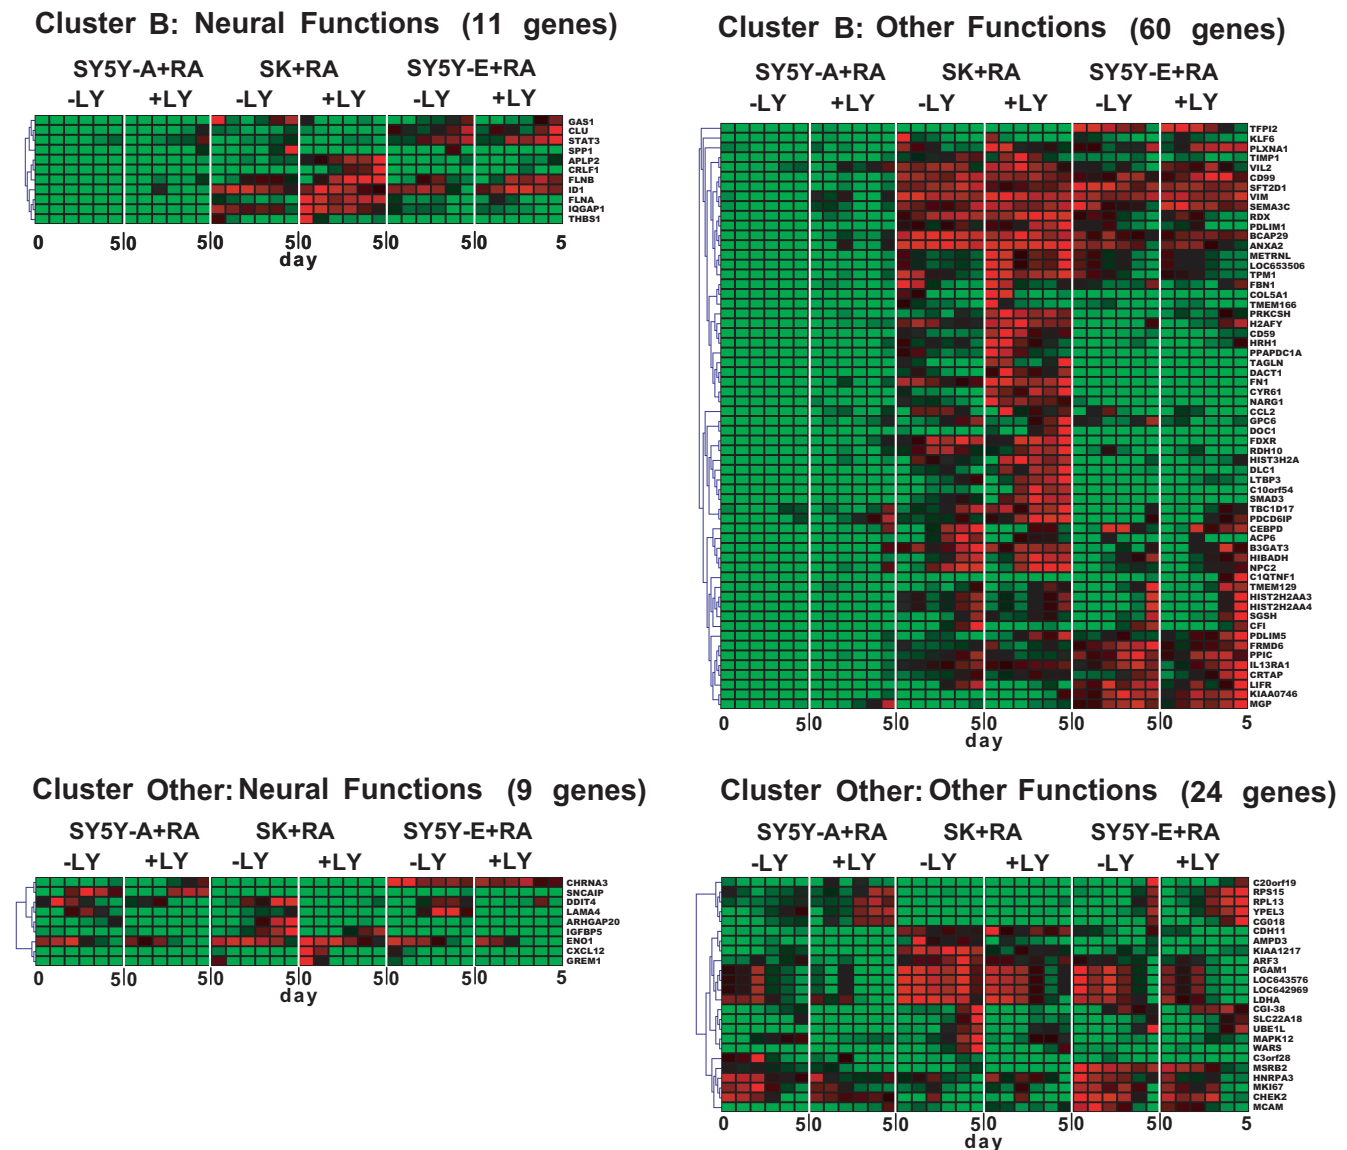 Cluster B: Neural Functions (11 genes)
SY5Y-A+RA SK+RA SY5Y-E+RA
-LY +LY -LY +LY -LY +LY
GAS1
CLU
STAT3
SPP1
APLP2
CRLF1
FLNB
ID1
FLNA
IQGAP1
THBS1
0 5|0 5|0 5|0 5|0 5|0 5
day
Cluster B: Other Functions (60 genes)
SY5Y-A+RA SK+RA SY5Y-E+RA
-LY +LY -LY +LY -LY +LY
TFPI2
KLF6
PLXNA1
TIMP1
VIL2
CD99
SFT2D1
VIM
SEMA3C
RDX
PDLIM1
BCAP29
ANXA2
METRNL
LOC653506
TPM1
FBN1
COL5A1
TMEM166
PRKCSH
H2AFY
CD59
HRH1
PPAPDC1A
TAGLN
DACT1
FN1
CYR61
NARG1
CCL2
GPC6
DOC1
FDXR
RDH10
HIST3H2A
DLC1
LTBP3
C10orf54
SMAD3
TBC1D17
PDCD6IP
CEBPD
ACP6
B3GAT3
HIBADH
NPC2
C1QTNF1
TMEM129
HIST2H2AA3
HIST2H2AA4
SGSH
CFI
PDLIM5
FRMD6
PPIC
IL13RA1
CRTAP
LIFR
KIAA0746
MGP
0 5|0 5|0 5|0 5|0 5|0 5
day
Cluster Other: Neural Functions (9 genes)
SY5Y-A+RA SK+RA SY5Y-E+RA
-LY +LY -LY +LY -LY +LY
CHRNA3
SNCAIP
DDIT4
LAMA4
ARHGAP20
IGFBP5
ENO1
CXCL12
GREM1
0 5|0 5|0 5|0 5|0 5|0 5
day
Cluster Other: Other Functions (24 genes)
SY5Y-A+RA SK+RA SY5Y-E+RA
-LY +LY -LY +LY -LY +LY
C20orf19
RPS15
RPL13
YPEL3
CG018
CDH11
AMPD3
KIAA1217
ARF3
PGAM1
LOC643576
LOC642969
LDHA
CGI-38
SLC22A18
UBE1L
MAPK12
WARS
C3orf28
MSRB2
HNRPA3
MKI67
CHEK2
MCAM
0 5|0 5|0 5|0 5|0 5|0 5
day